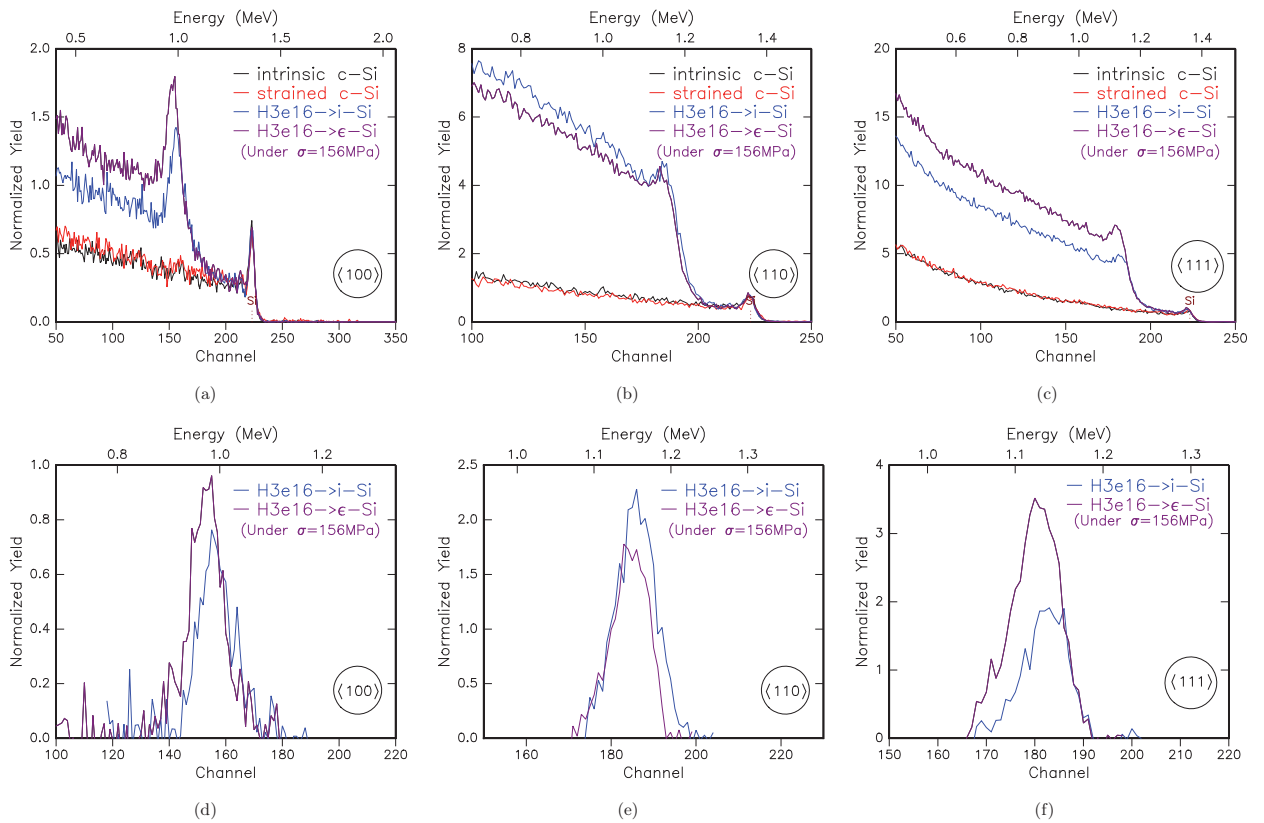 Energy (MeV)
0.5 1.0 1.5 2.0
2.0
1.5
1.0
0.5
0.0
Normalized Yield
intrinsic c-Si
strained c-Si
H3e16->i-Si
H3e16->ϵ-Si
(Under σ=156MPa)
⟨100⟩
Si
50 100 150 200 250 300 350
Channel
(a)
Energy (MeV)
0.8 1.0 1.2 1.4
8
6
4
2
0
Normalized Yield
intrinsic c-Si
strained c-Si
H3e16->i-Si
H3e16->ϵ-Si
(Under σ=156MPa)
⟨110⟩
Si
100 150 200 250
Channel
(b)
Energy (MeV)
0.6 0.8 1.0 1.2 1.4
20
15
10
5
0
Normalized Yield
intrinsic c-Si
strained c-Si
H3e16->i-Si
H3e16->ϵ-Si
(Under σ=156MPa)
⟨111⟩
Si
50 100 150 200 250
Channel
(c)
Energy (MeV)
0.8 1.0 1.2
1.0
0.8
0.6
0.4
0.2
0.0
Normalized Yield
H3e16->i-Si
H3e16->ϵ-Si
(Under σ=156MPa)
⟨100⟩
100 120 140 160 180 200 220
Channel
(d)
Energy (MeV)
1.0 1.1 1.2 1.3
2.5
2.0
1.5
1.0
0.5
0.0
Normalized Yield
H3e16->i-Si
H3e16->ϵ-Si
(Under σ=156MPa)
⟨110⟩
160 180 200 220
Channel
(e)
Energy (MeV)
1.0 1.1 1.2 1.3
4
3
2
1
0
Normalized Yield
H3e16->i-Si
H3e16->ϵ-Si
(Under σ=156MPa)
⟨111⟩
150 160 170 180 190 200 210 220
Channel
(f)